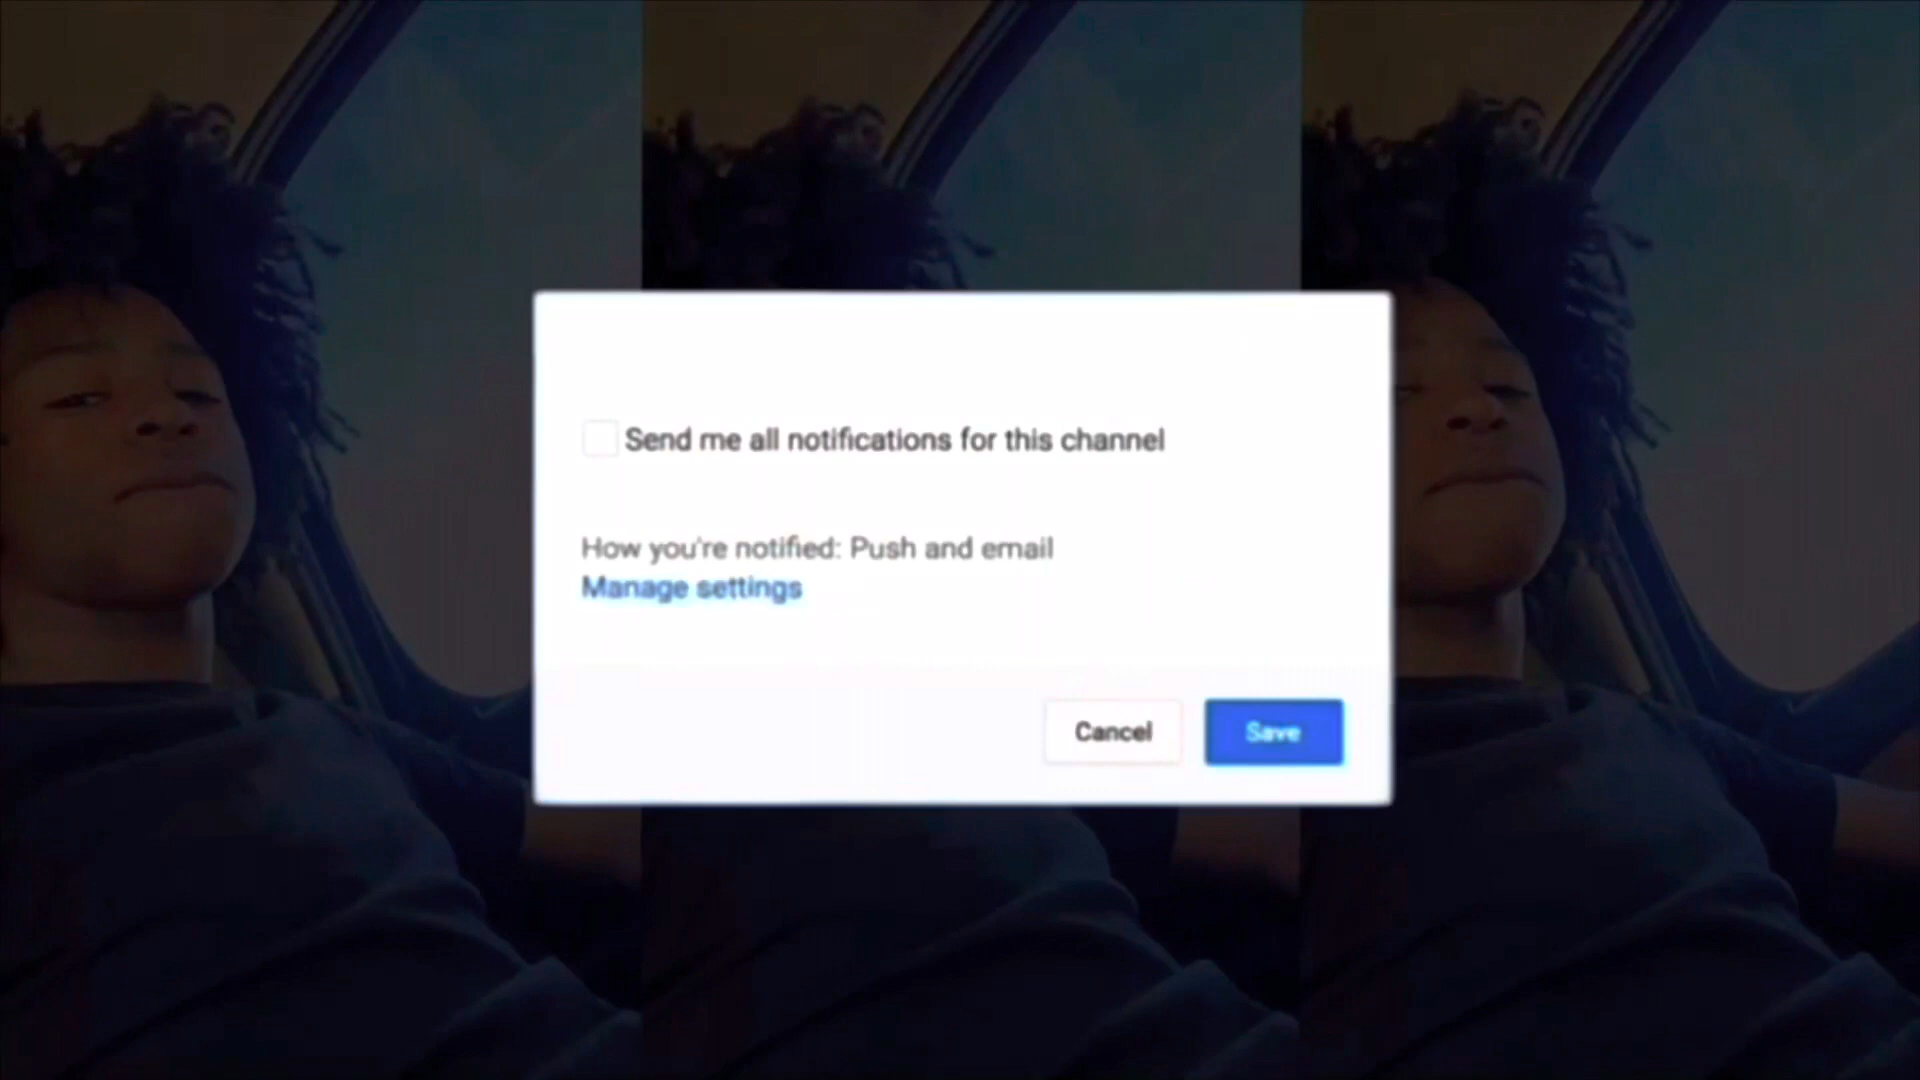 Send me all notifications for this channel
How you're notified: Push and email
Manage settings
Cancel
Save